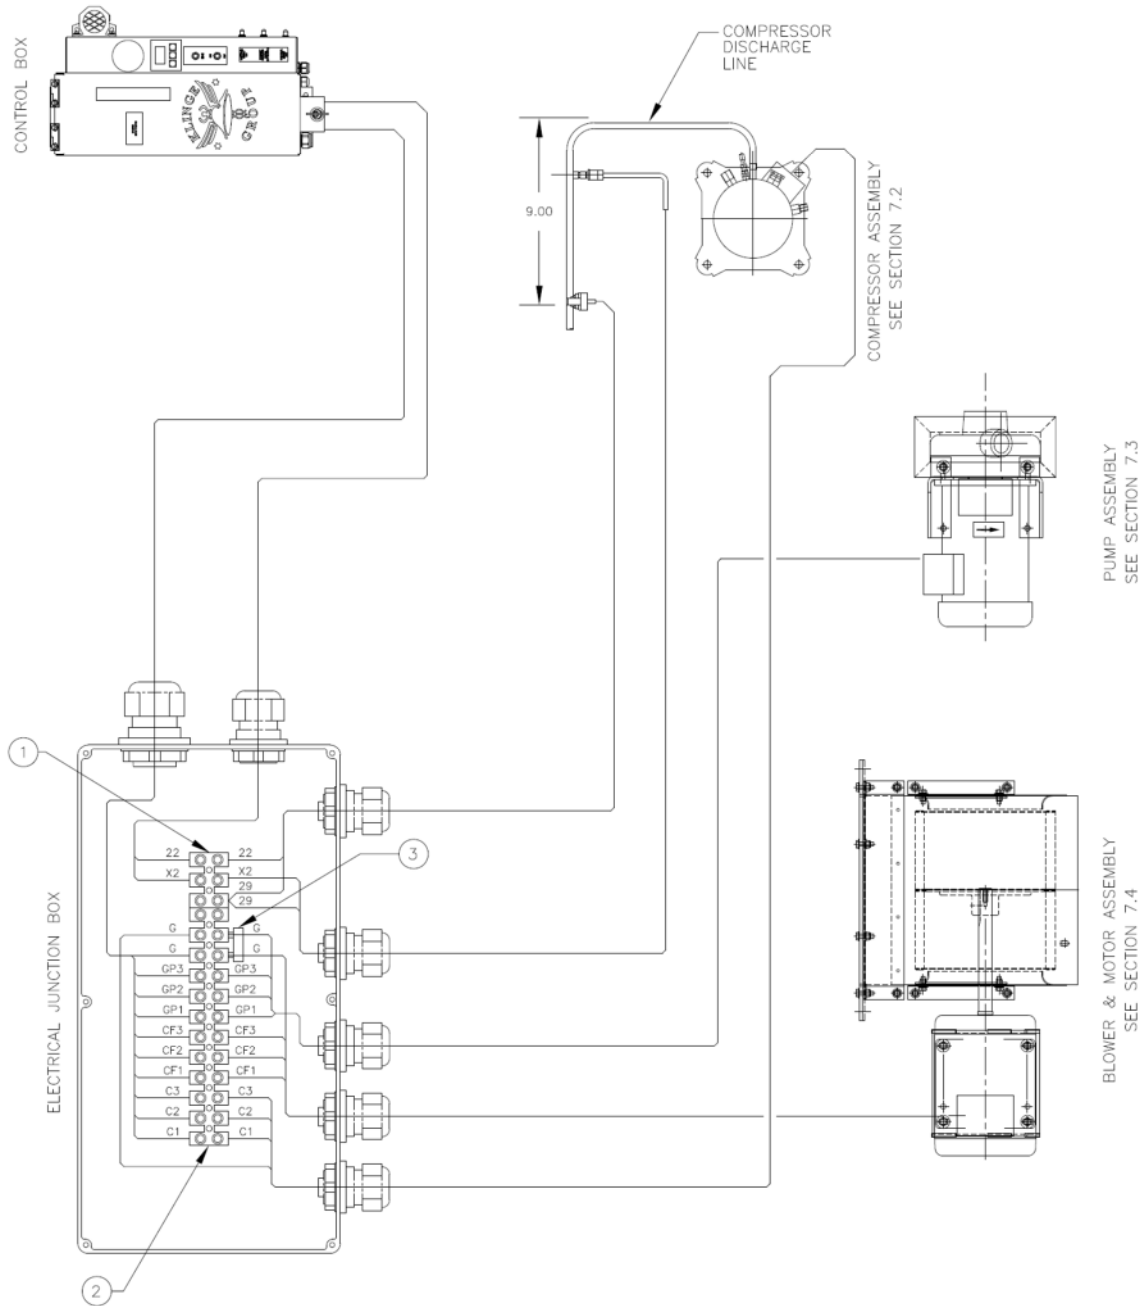 CONTROL BOX
KLINGE
GROUP
COMPRESSOR
DISCHARGE
LINE
9.00
COMPRESSOR ASSEMBLY
SEE SECTION 7.2
PUMP ASSEMBLY
SEE SECTION 7.3
BLOWER & MOTOR ASSEMBLY
SEE SECTION 7.4
ELECTRICAL JUNCTION BOX
1
3
22 22
X2 X2
29
29
G G
G G
GP3 GP3
GP2 GP2
GP1 GP1
CF3 CF3
CF2 CF2
CF1 CF1
C3 C3
C2 C2
C1 C1
2